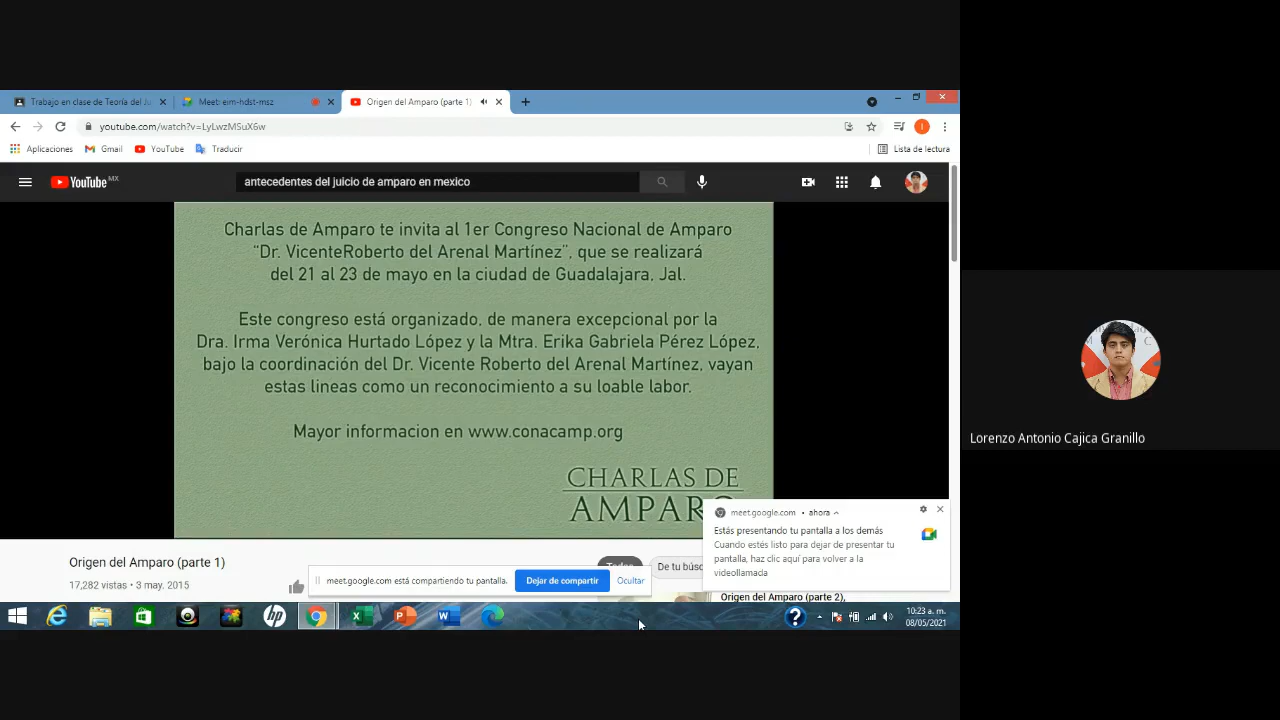 Trabajo en clase de Teoría del Ju
Meet: eim-hdst-msz
Origen del Amparo (parte 1)
youtube.com/watch?v=LyLwzMSuX6w
Aplicaciones
Gmail
YouTube
Traducir
Lista de lectura
YouTube MX
antecedentes del juicio de amparo en mexico
Charlas de Amparo te invita al 1er Congreso Nacional de Amparo
“Dr. VicenteRoberto del Arenal Martínez”, que se realizará
del 21 al 23 de mayo en la ciudad de Guadalajara, Jal.
Este congreso está organizado, de manera excepcional por la
Dra. Irma Verónica Hurtado López y la Mtra. Erika Gabriela Pérez López,
bajo la coordinación del Dr. Vicente Roberto del Arenal Martínez, vayan
estas lineas como un reconocimiento a su loable labor.
Mayor informacion en www.conacamp.org
CHARLAS DE
AMPARO
meet.google.com • ahora
Estás presentando tu pantalla a los demás
Cuando estés listo para dejar de presentar tu
pantalla, haz clic aquí para volver a la
videollamada
Origen del Amparo (parte 1)
17,282 vistas • 3 may. 2015
De tu búsc
meet.google.com está compartiendo tu pantalla.
Dejar de compartir
Ocultar
Origen del Amparo (parte 2),
10:23 a. m.
08/05/2021
Lorenzo Antonio Cajica Granillo